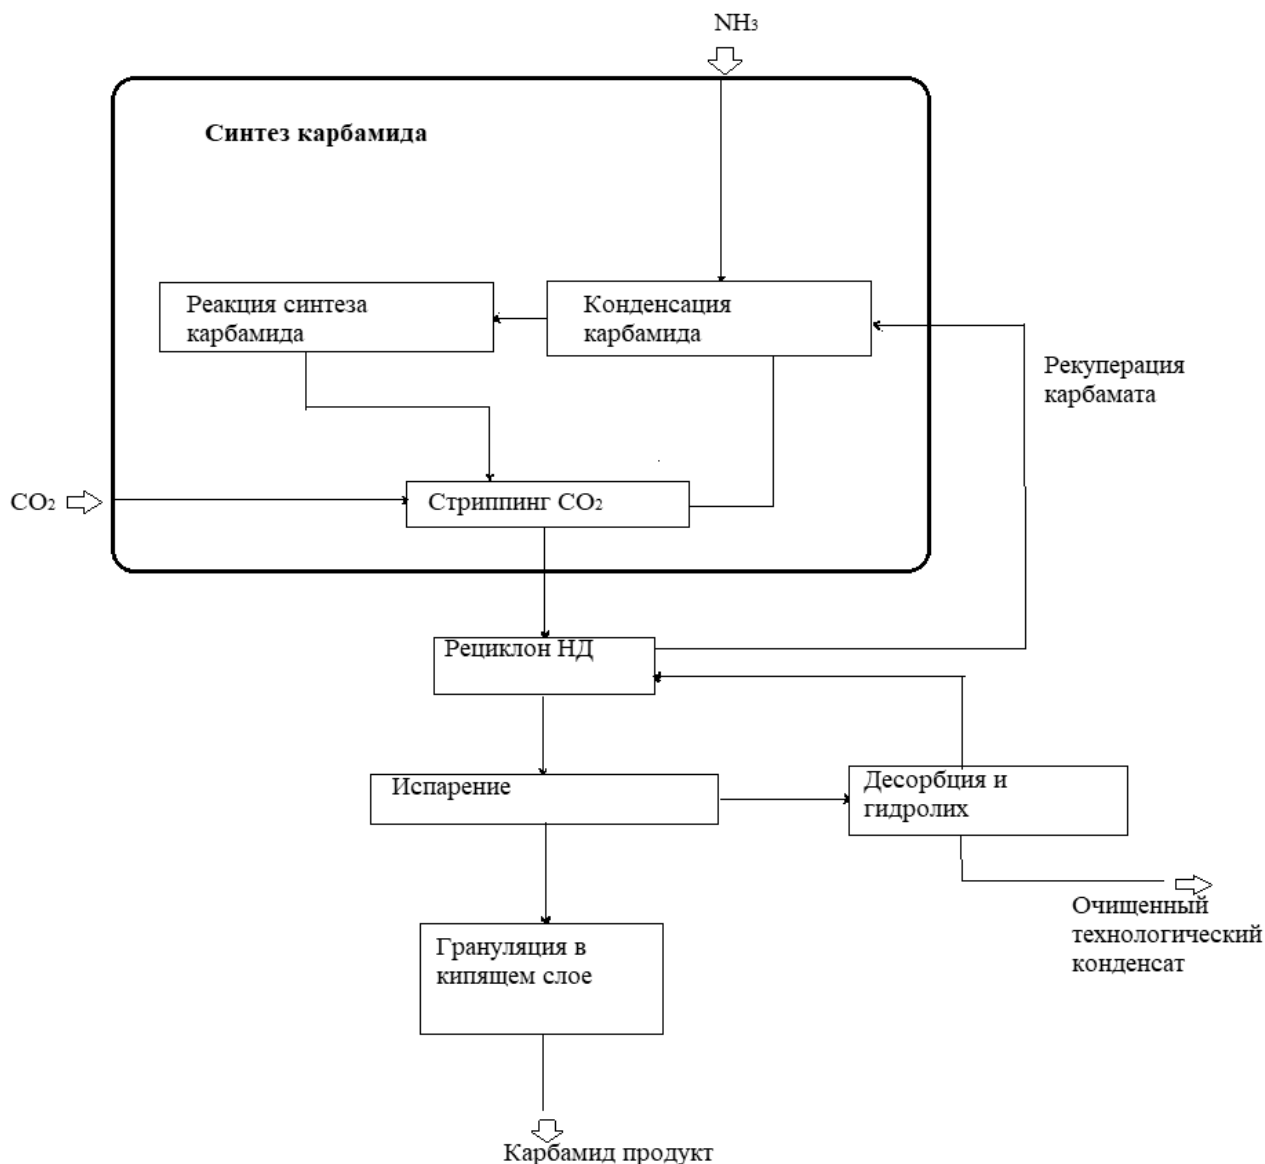 NH3
Синтез карбамида
Реакция синтеза
карбамида
Конденсация
карбамида
Рекуперация
карбамата
CO2
Стриппинг CO2
Рециклон НД
Испарение
Десорбция и
гидролих
Очищенный
технологический
конденсат
Грануляция в
кипящем слое
Карбамид продукт